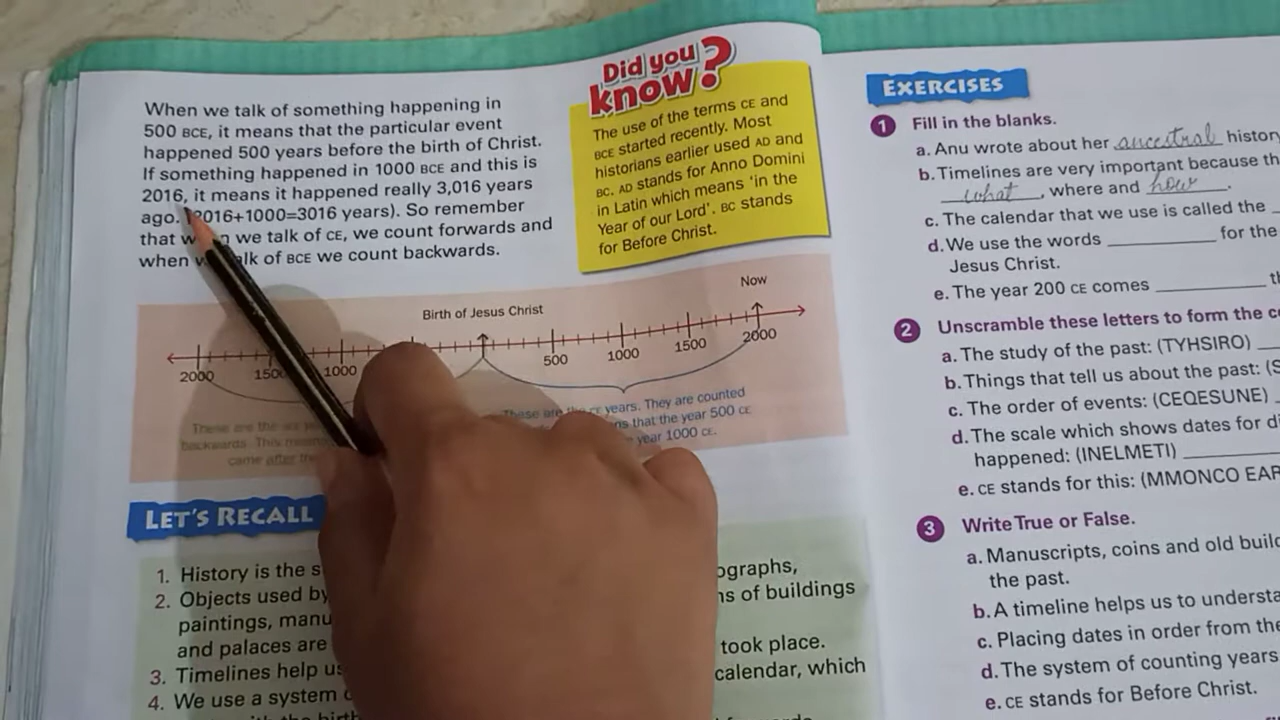 When we talk of something happening in
500 BCE, it means that the particular event
happened 500 years before the birth of Christ.
If something happened in 1000 BCE and this is
2016, it means it happened really 3,016 years
ago. (2016+1000=3016 years). So remember
that we talk of CE, we count forwards and
when of BCE we count backwards.
Did you
know?
The use of the terms CE and
BCE started recently. Most
historians earlier used AD and
BC. AD stands for Anno Domini
in Latin which means 'in the
Year of our Lord'. BC stands
for Before Christ.
Now
Birth of Jesus Christ
2000 1000 500 1000 1500 2000
These are the
backwards. This
came after the
These are the CE years. They are counted
that the year 500 CE
year 1000 CE.
LET'S RECALL
1. History is the
2. Objects used by of buildings
paintings,
and palaces are took place.
3. Timelines help calendar, which
4. We use a system
EXERCISES
1 Fill in the blanks.
a. Anu wrote about her ancestral
b. Timelines are very important because
what, where and how.
c. The calendar that we use is called the
d. We use the words ________ for the
Jesus Christ.
e. The year 200 CE comes ________
2 Unscramble these letters to form the
a. The study of the past: (TYHSIRO)
b. Things that tell us about the past:
c. The order of events: (CEQESUNE)
d. The scale which shows dates for
happened: (INELMETI)
e. CE stands for this: (MMONCO
3 Write True or False.
a. Manuscripts, coins and old
the past.
b. A timeline helps us to
c. Placing dates in order from the
d. The system of counting years
e. CE stands for Before Christ.